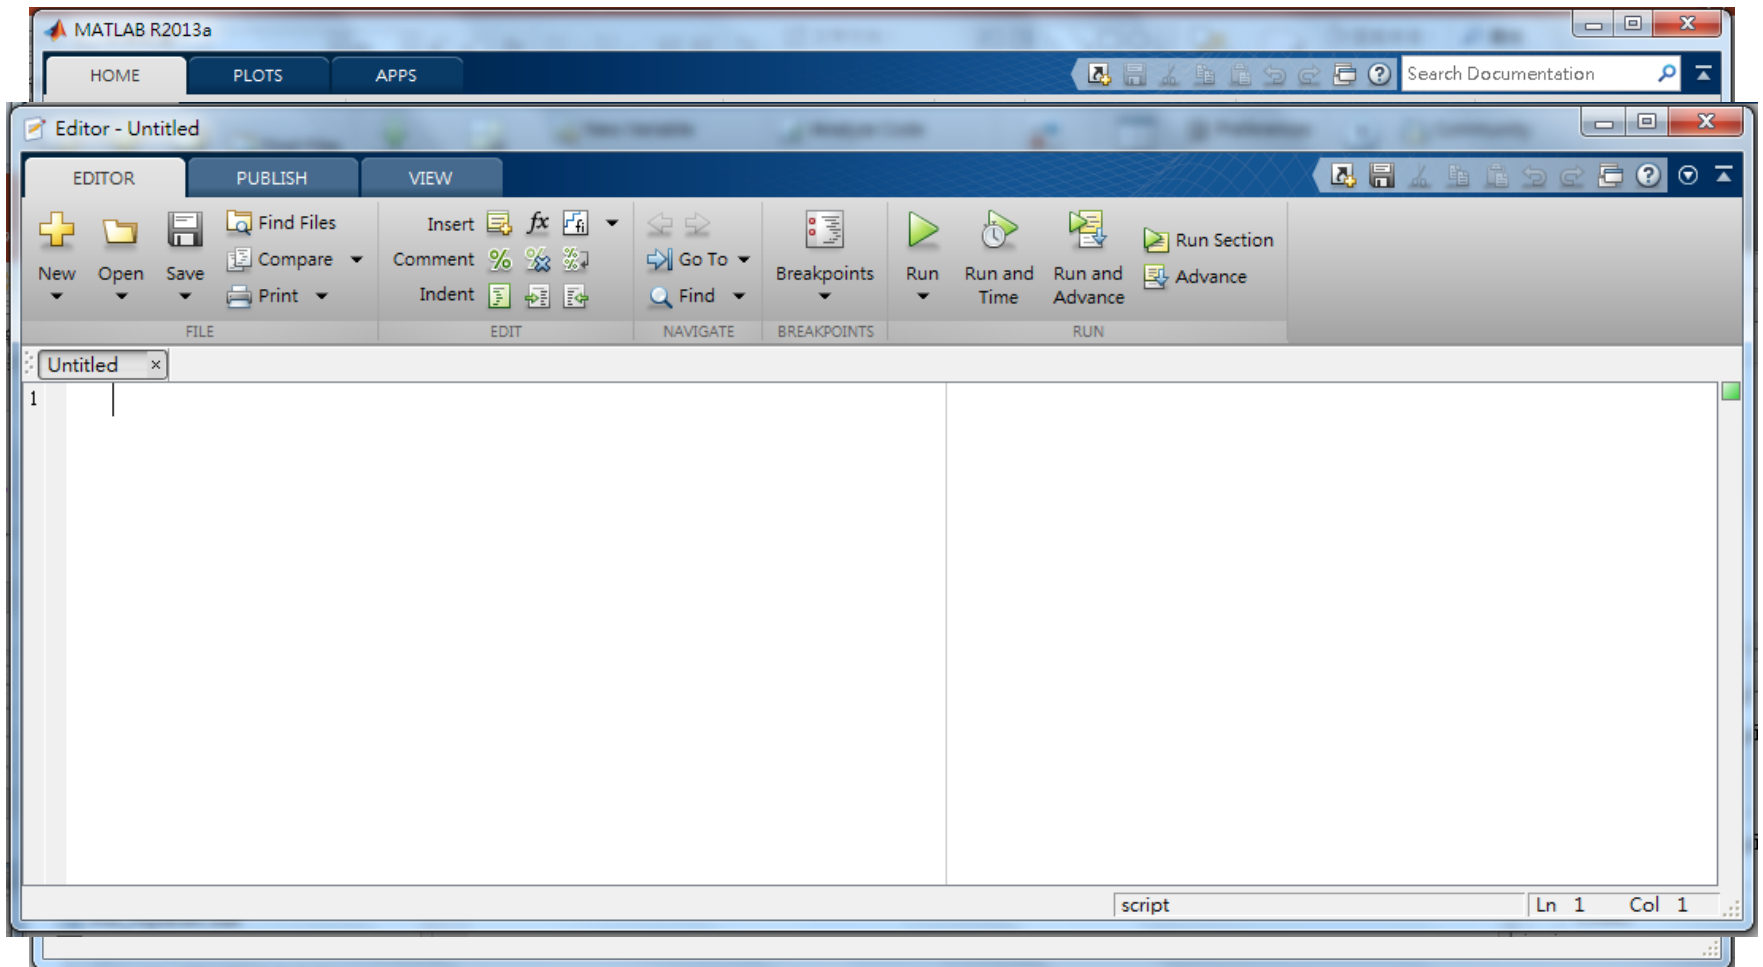 MATLAB R2013a
HOME PLOTS APPS Search Documentation
Editor - Untitled
EDITOR PUBLISH VIEW
New Open Save Find Files Compare Print
FILE
Insert fx fi
Comment % % %
Indent
EDIT
Go To
Find
NAVIGATE
Breakpoints
BREAKPOINTS
Run Run and Time Run and Advance Run Section Advance
RUN
Untitled ×
1
script Ln 1 Col 1